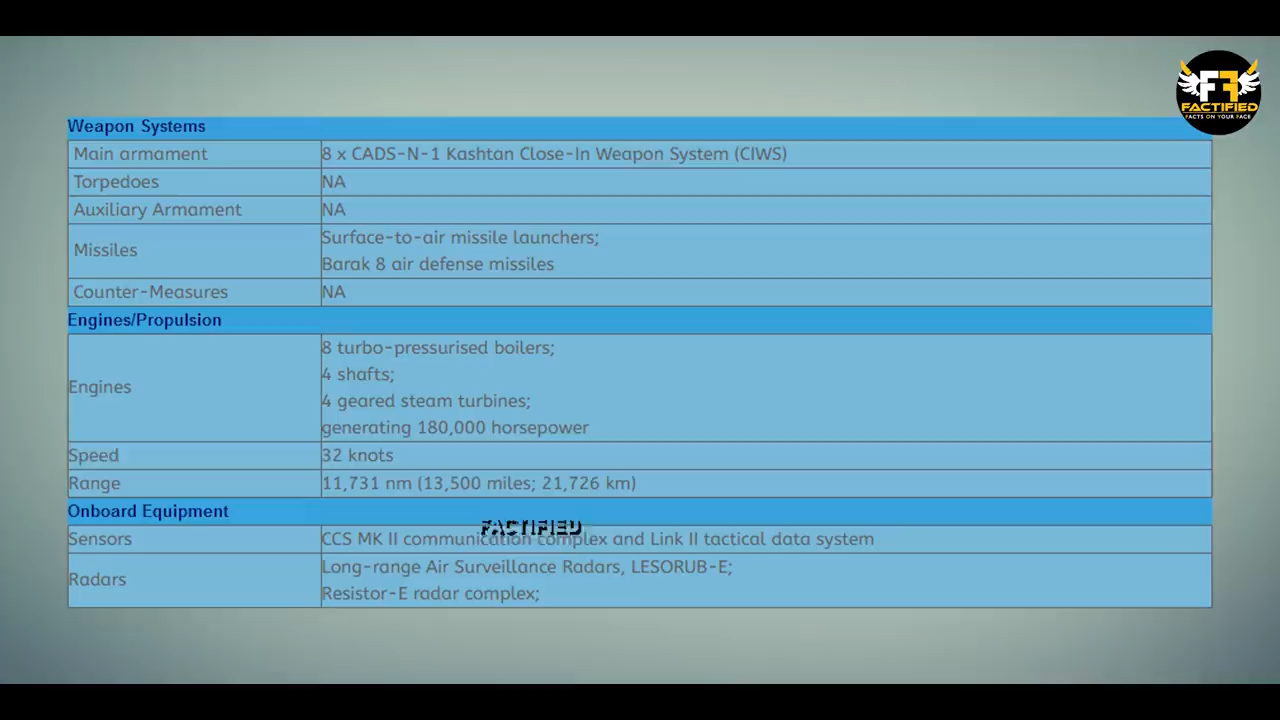 FF
FACTIFIED
FACTS ON YOUR FACE
Weapon Systems
Main armament 8 x CADS-N-1 Kashtan Close-In Weapon System (CIWS)
Torpedoes NA
Auxiliary Armament NA
Missiles Surface-to-air missile launchers;
Barak 8 air defense missiles
Counter-Measures NA
Engines/Propulsion
Engines 8 turbo-pressurised boilers;
4 shafts;
4 geared steam turbines;
generating 180,000 horsepower
Speed 32 knots
Range 11,731 nm (13,500 miles; 21,726 km)
Onboard Equipment
FACTIFIED
Sensors CCS MK II communication complex and Link II tactical data system
Radars Long-range Air Surveillance Radars, LESORUB-E;
Resistor-E radar complex;